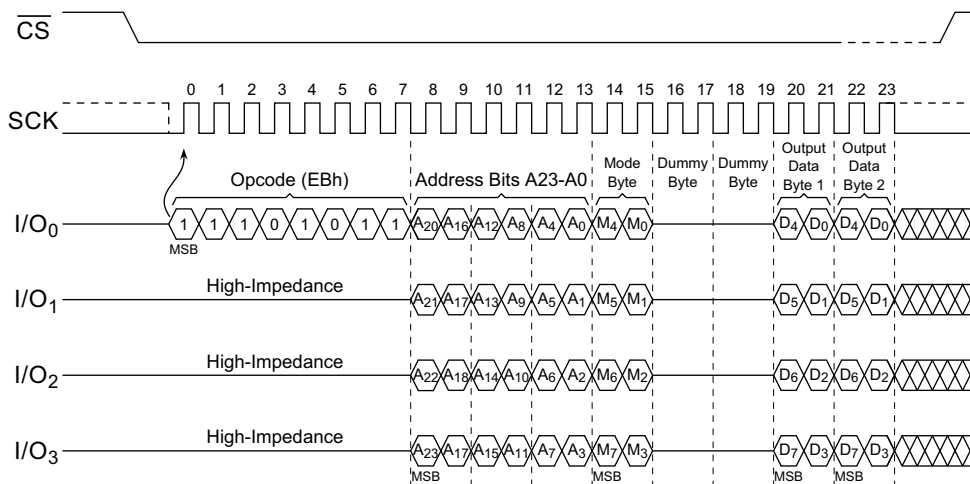 CS
0 1 2 3 4 5 6 7 8 9 10 11 12 13 14 15 16 17 18 19 20 21 22 23
SCK
Opcode (EBh)
Address Bits A23-A0
Mode
Byte
Dummy
Byte
Dummy
Byte
Output
Data
Byte 1
Output
Data
Byte 2
I/O0 1 1 1 0 1 0 1 1 A20 A16 A12 A8 A4 A0 M4 M0 D4 D0 D4 D0
MSB
I/O1 High-Impedance A21 A17 A13 A9 A5 A1 M5 M1 D5 D1 D5 D1
I/O2 High-Impedance A22 A18 A14 A10 A6 A2 M6 M2 D6 D2 D6 D2
I/O3 High-Impedance A23 A17 A15 A11 A7 A3 M7 M3 D7 D3 D7 D3
MSB MSB MSB MSB